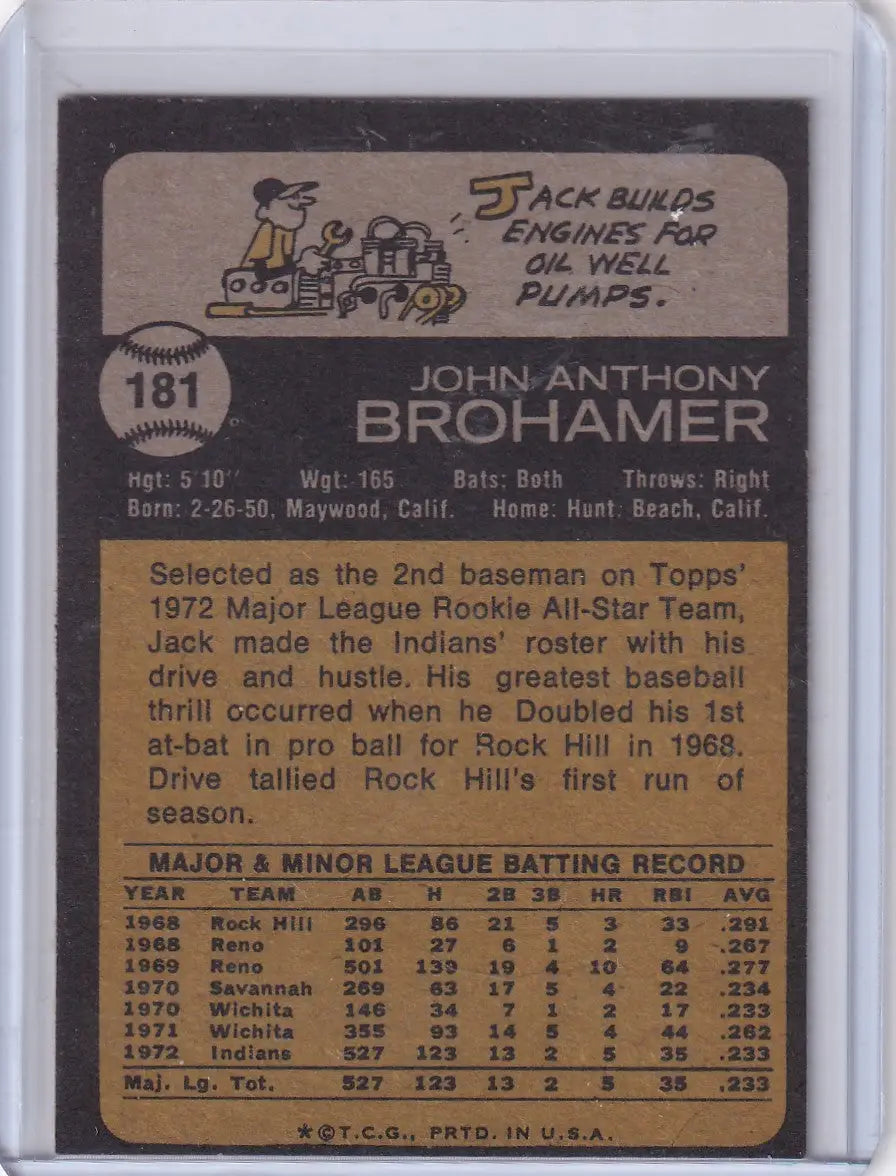 JACK BUILDS
ENGINES FOR
OIL WELL
PUMPS.
181
JOHN ANTHONY
BROHAMER
Hgt: 5'10" Wgt: 165 Bats: Both Throws: Right
Born: 2-26-50, Maywood, Calif. Home: Hunt. Beach, Calif.
Selected as the 2nd baseman on Topps'
1972 Major League Rookie All-Star Team,
Jack made the Indians' roster with his
drive and hustle. His greatest baseball
thrill occurred when he Doubled his 1st
at-bat in pro ball for Rock Hill in 1968.
Drive tallied Rock Hill's first run of
season.
MAJOR & MINOR LEAGUE BATTING RECORD
YEAR TEAM AB H 2B 3B HR RBI AVG
1968 Rock Hill 296 86 21 5 3 33 .291
1968 Reno 101 27 6 1 2 9 .267
1969 Reno 501 139 19 4 10 64 .277
1970 Savannah 269 63 17 5 4 22 .234
1970 Wichita 146 34 7 1 2 17 .233
1971 Wichita 355 93 14 5 4 44 .262
1972 Indians 527 123 13 2 5 35 .233
Maj. Lg. Tot. 527 123 13 2 5 35 .233
*©T.C.G., PRTD. IN U.S.A.